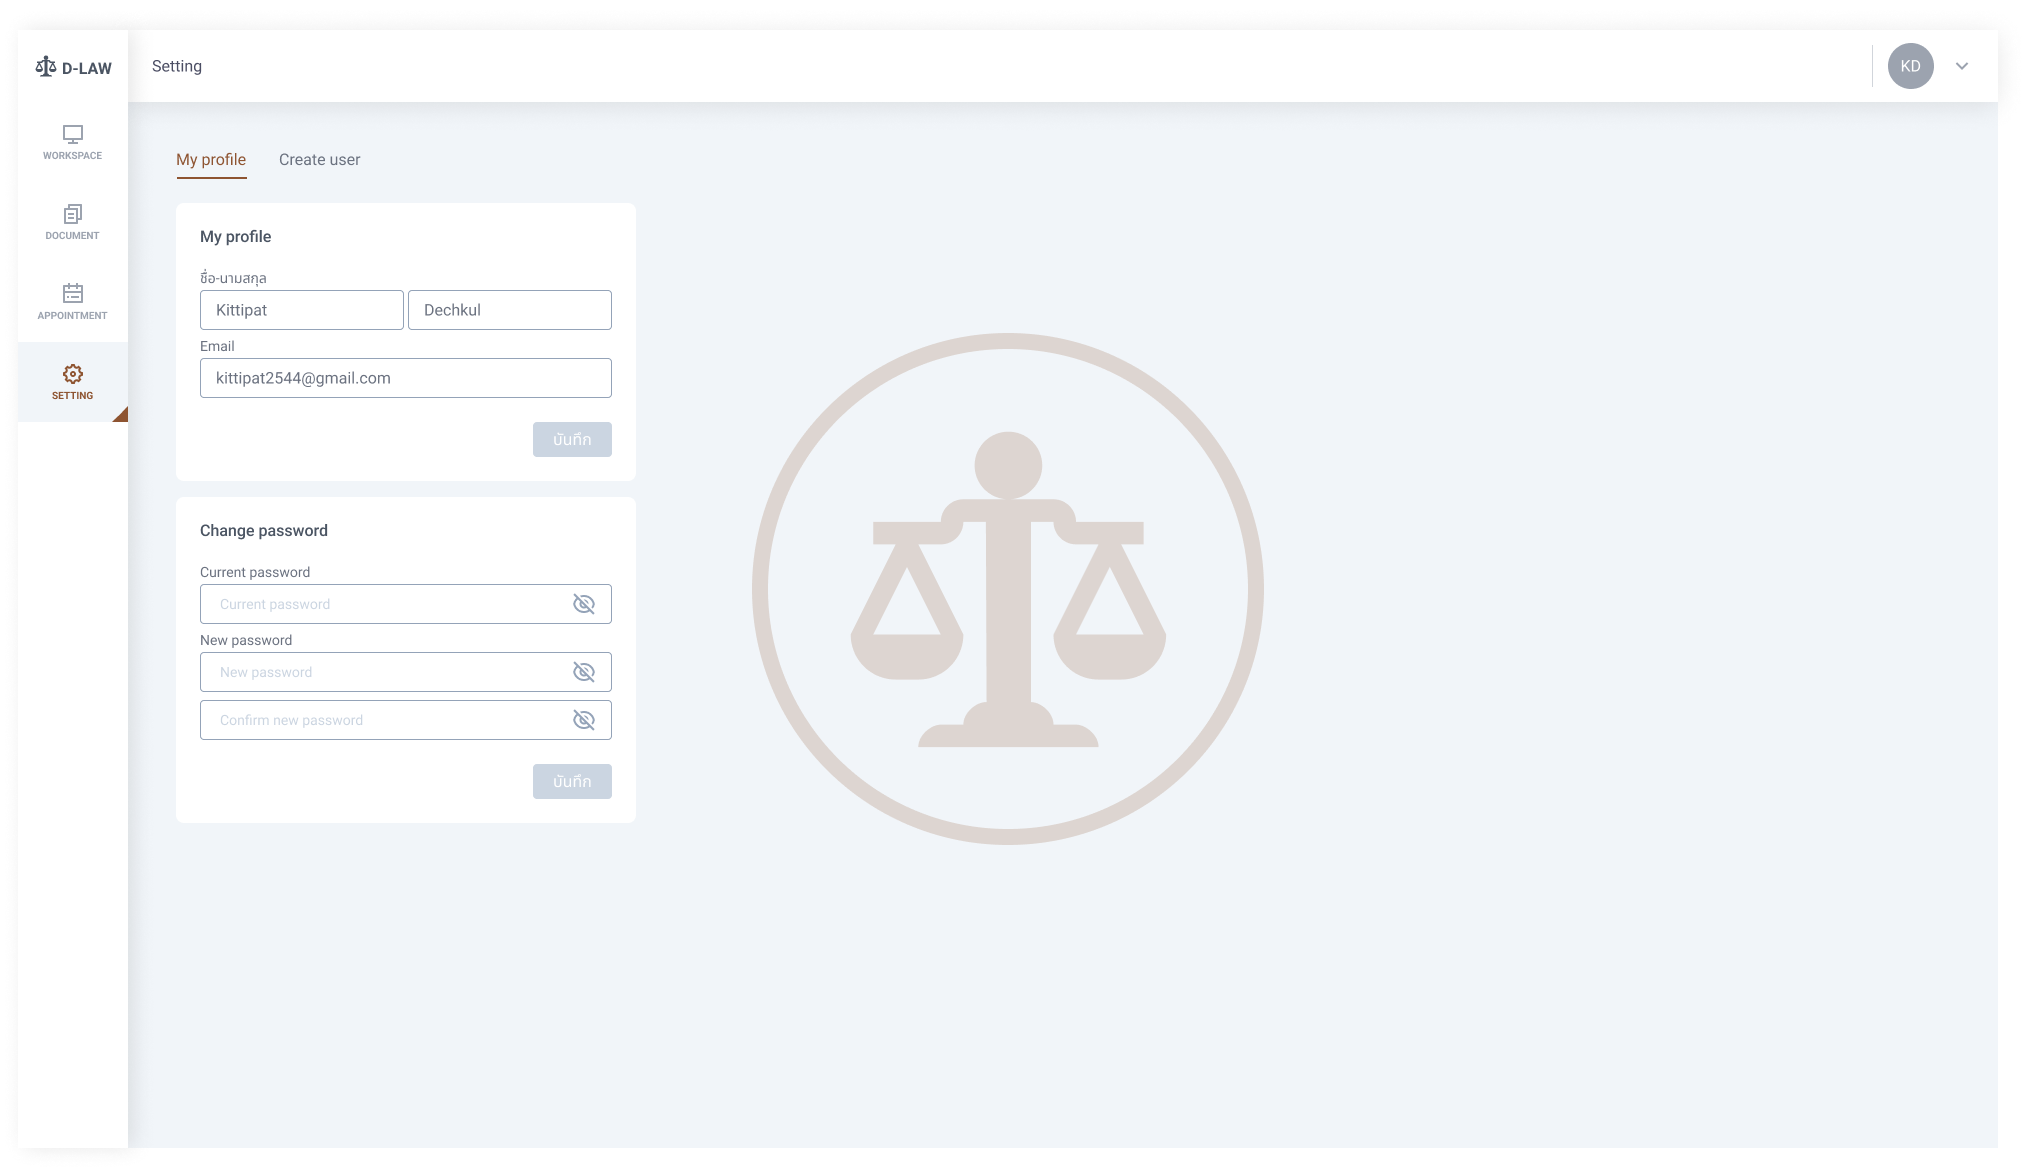 D-LAW
Setting
KD
WORKSPACE
DOCUMENT
APPOINTMENT
SETTING
My profile
Create user
My profile
ชื่อ-นามสกุล
Kittipat
Dechkul
Email
kittipat2544@gmail.com
บันทึก
Change password
Current password
Current password
New password
New password
Confirm new password
บันทึก